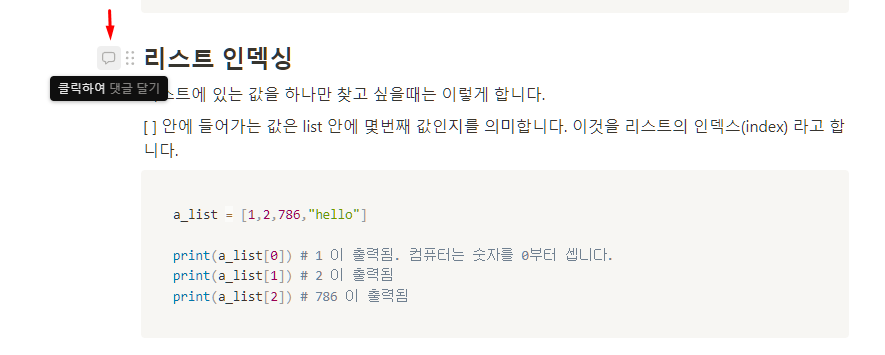 리스트 인덱싱
클릭하여 댓글 달기
스트에 있는 값을 하나만 찾고 싶을때는 이렇게 합니다.
[ ] 안에 들어가는 값은 list 안에 몇번째 값인지를 의미합니다. 이것을 리스트의 인덱스(index) 라고 합
니다.
a_list = [1,2,786,"hello"]
print(a_list[0]) # 1 이 출력됨. 컴퓨터는 숫자를 0부터 셉니다.
print(a_list[1]) # 2 이 출력됨
print(a_list[2]) # 786 이 출력됨